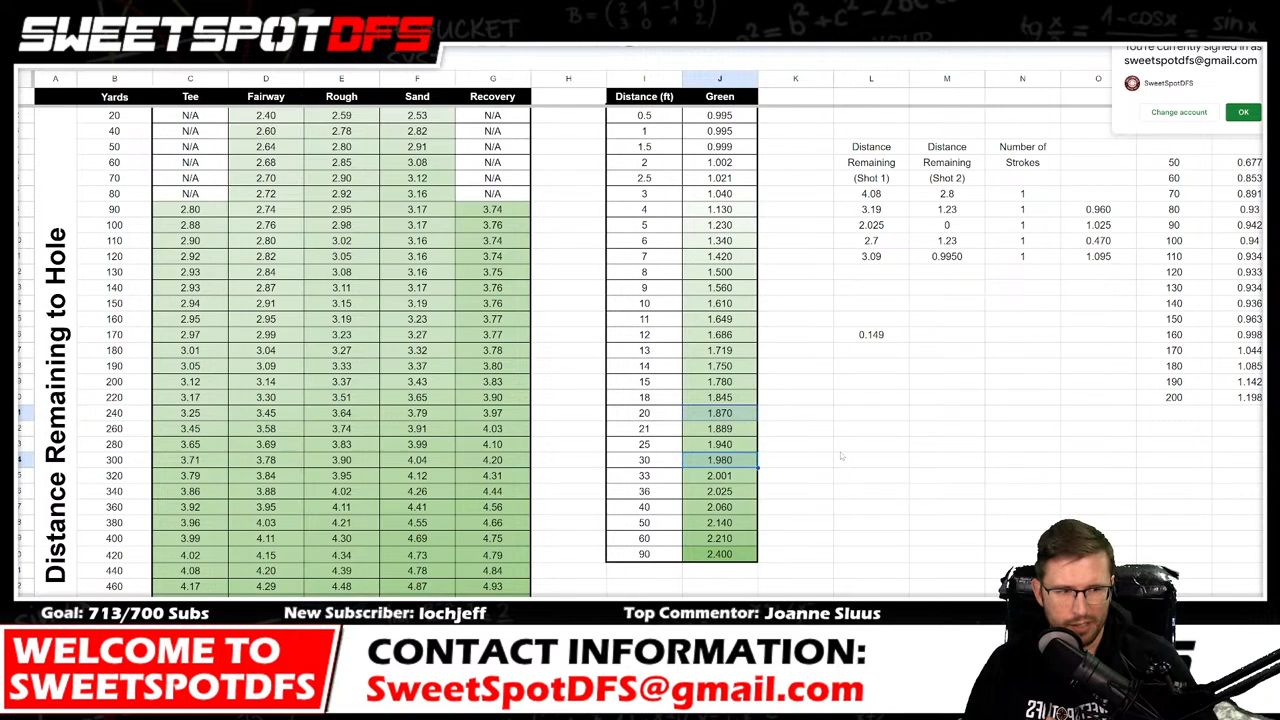 SWEETSPOTDFS
BUCKET
You're currently signed in as
sweetspotdfs@gmail.com
SweetSpotDFS
Change account OK
A B C D E F G H I J K L M N O
Yards Tee Fairway Rough Sand Recovery Distance (ft) Green
20 N/A 2.40 2.59 2.53 N/A 0.5 0.995
40 N/A 2.60 2.78 2.82 N/A 1 0.995
50 N/A 2.64 2.80 2.91 N/A 1.5 0.999 Distance Distance Number of
60 N/A 2.68 2.85 3.08 N/A 2 1.002 Remaining Remaining Strokes 50 0.677
70 N/A 2.70 2.90 3.12 N/A 2.5 1.021 (Shot 1) (Shot 2) 60 0.853
80 N/A 2.72 2.92 3.16 N/A 3 1.040 4.08 2.8 1 70 0.891
90 2.80 2.74 2.95 3.17 3.74 4 1.130 3.19 1.23 1 0.960 80 0.93
100 2.88 2.76 2.98 3.17 3.76 5 1.230 2.025 0 1 1.025 90 0.942
110 2.90 2.80 3.02 3.16 3.74 6 1.340 2.7 1.23 1 0.470 100 0.94
120 2.92 2.82 3.05 3.16 3.74 7 1.420 3.09 0.9950 1 1.095 110 0.934
130 2.93 2.84 3.08 3.16 3.75 8 1.500 120 0.933
140 2.93 2.87 3.11 3.17 3.76 9 1.560 130 0.934
150 2.94 2.91 3.15 3.19 3.76 10 1.610 140 0.936
160 2.95 2.95 3.19 3.23 3.77 11 1.649 150 0.963
170 2.97 2.99 3.23 3.27 3.77 12 1.686 0.149 160 0.998
180 3.01 3.04 3.27 3.32 3.78 13 1.719 170 1.044
190 3.05 3.09 3.33 3.37 3.80 14 1.750 180 1.085
200 3.12 3.14 3.37 3.43 3.83 15 1.780 190 1.142
220 3.17 3.30 3.51 3.65 3.90 18 1.845 200 1.198
240 3.25 3.45 3.64 3.79 3.97 20 1.870
260 3.45 3.58 3.74 3.91 4.03 21 1.889
280 3.65 3.69 3.83 3.99 4.10 25 1.940
300 3.71 3.78 3.90 4.04 4.20 30 1.980
320 3.79 3.84 3.95 4.12 4.31 33 2.001
340 3.86 3.88 4.02 4.26 4.44 36 2.025
360 3.92 3.95 4.11 4.41 4.56 40 2.060
380 3.96 4.03 4.21 4.55 4.66 50 2.140
400 3.99 4.11 4.30 4.69 4.75 60 2.210
420 4.02 4.15 4.34 4.73 4.79 90 2.400
440 4.08 4.20 4.39 4.78 4.84
460 4.17 4.29 4.48 4.87 4.93
Distance Remaining to Hole
Goal: 713/700 Subs New Subscriber: lochjeff Top Commentor: Joanne Sluus
WELCOME TO
SWEETSPOTDFS
CONTACT INFORMATION:
SweetSpotDFS@gmail.com